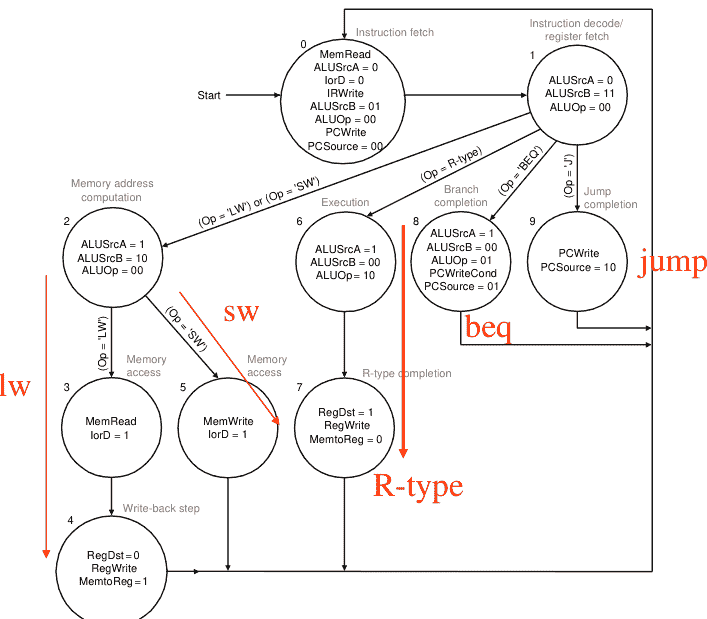 Instruction fetch
0
MemRead
ALUSrcA = 0
IorD = 0
IRWrite
ALUSrcB = 01
ALUOp = 00
PCWrite
PCSource = 00
Start
Instruction decode/
register fetch
1
ALUSrcA = 0
ALUSrcB = 11
ALUOp = 00
(Op = 'LW') or (Op = 'SW')
(Op = R-type)
(Op = 'BEQ')
(Op = 'J')
Memory address
computation
2
ALUSrcA = 1
ALUSrcB = 10
ALUOp = 00
Execution
6
ALUSrcA =1
ALUSrcB = 00
ALUOp= 10
Branch
completion
8
ALUSrcA = 1
ALUSrcB = 00
ALUOp = 01
PCWriteCond
PCSource = 01
Jump
completion
9
PCWrite
PCSource = 10
jump
beq
sw
lw
(Op = 'LW')
(Op = 'SW')
Memory
access
3
MemRead
IorD = 1
Memory
access
5
MemWrite
IorD = 1
R-type completion
7
RegDst = 1
RegWrite
MemtoReg = 0
R-type
Write-back step
4
RegDst=0
RegWrite
MemtoReg=1